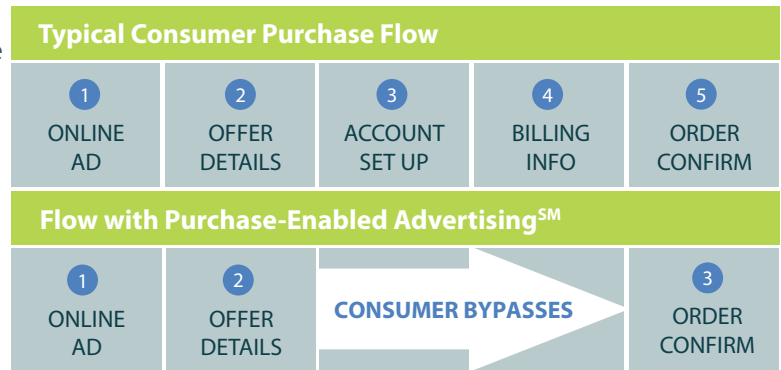 Typical Consumer Purchase Flow
1
ONLINE
AD
2
OFFER
DETAILS
3
ACCOUNT
SET UP
4
BILLING
INFO
5
ORDER
CONFIRM
Flow with Purchase-Enabled Advertising℠
1
ONLINE
AD
2
OFFER
DETAILS
CONSUMER BYPASSES
3
ORDER
CONFIRM